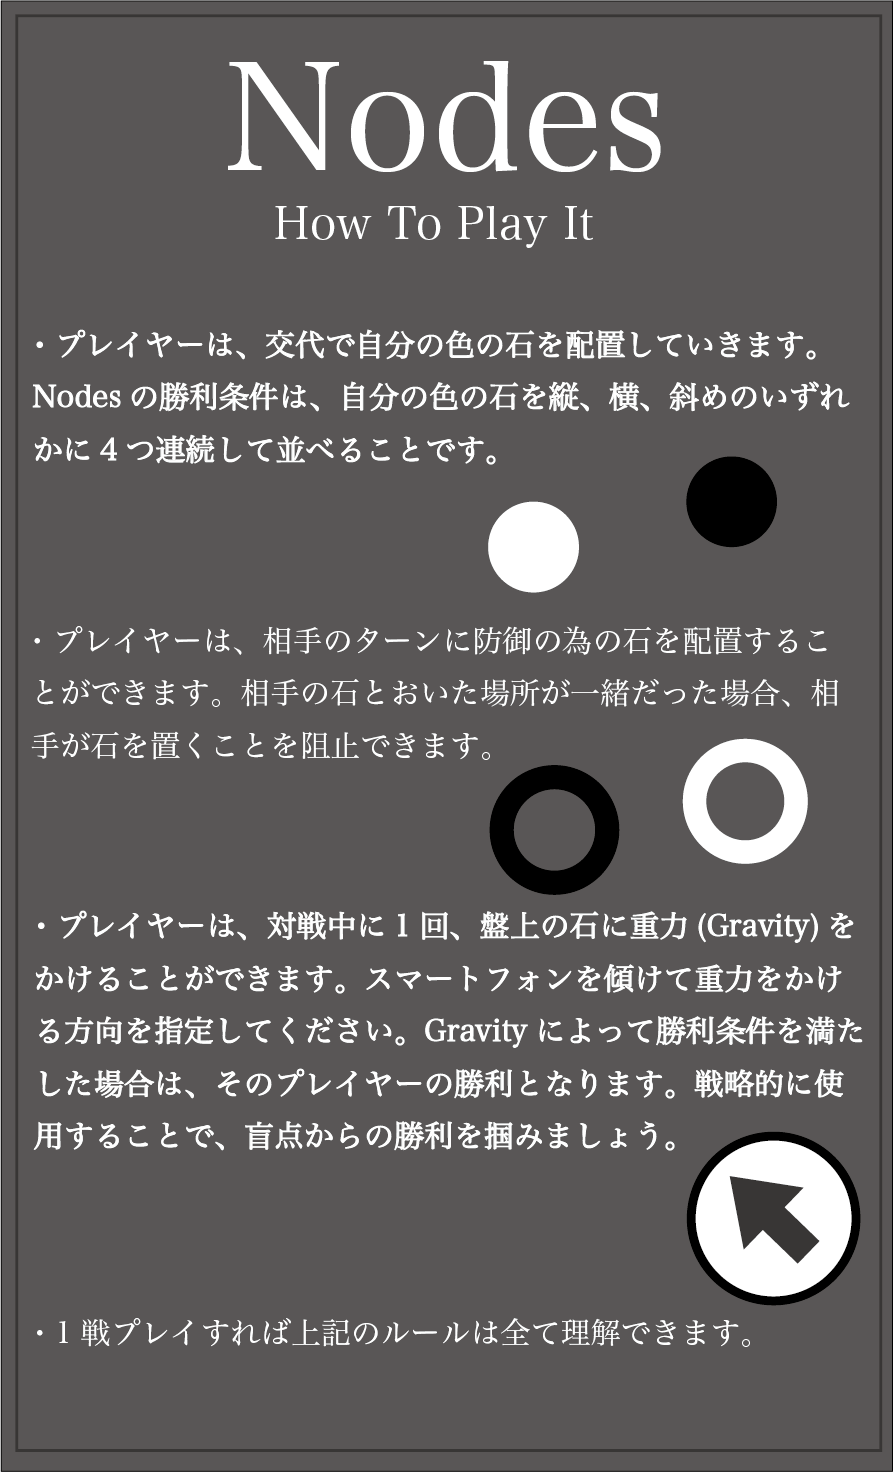 Nodes
How To Play It
・プレイヤーは、交代で自分の色の石を配置していきます。
Nodes の勝利条件は、自分の色の石を縦、横、斜めのいずれ
かに 4 つ連続して並べることです。
・プレイヤーは、相手のターンに防御の為の石を配置するこ
とができます。相手の石とおいた場所が一緒だった場合、相
手が石を置くことを阻止できます。
・プレイヤーは、対戦中に 1 回、盤上の石に重力 (Gravity) を
かけることができます。スマートフォンを傾けて重力をかけ
る方向を指定してください。Gravity によって勝利条件を満た
した場合は、そのプレイヤーの勝利となります。戦略的に使
用することで、盲点からの勝利を掴みましょう。
・1 戦プレイすれば上記のルールは全て理解できます。